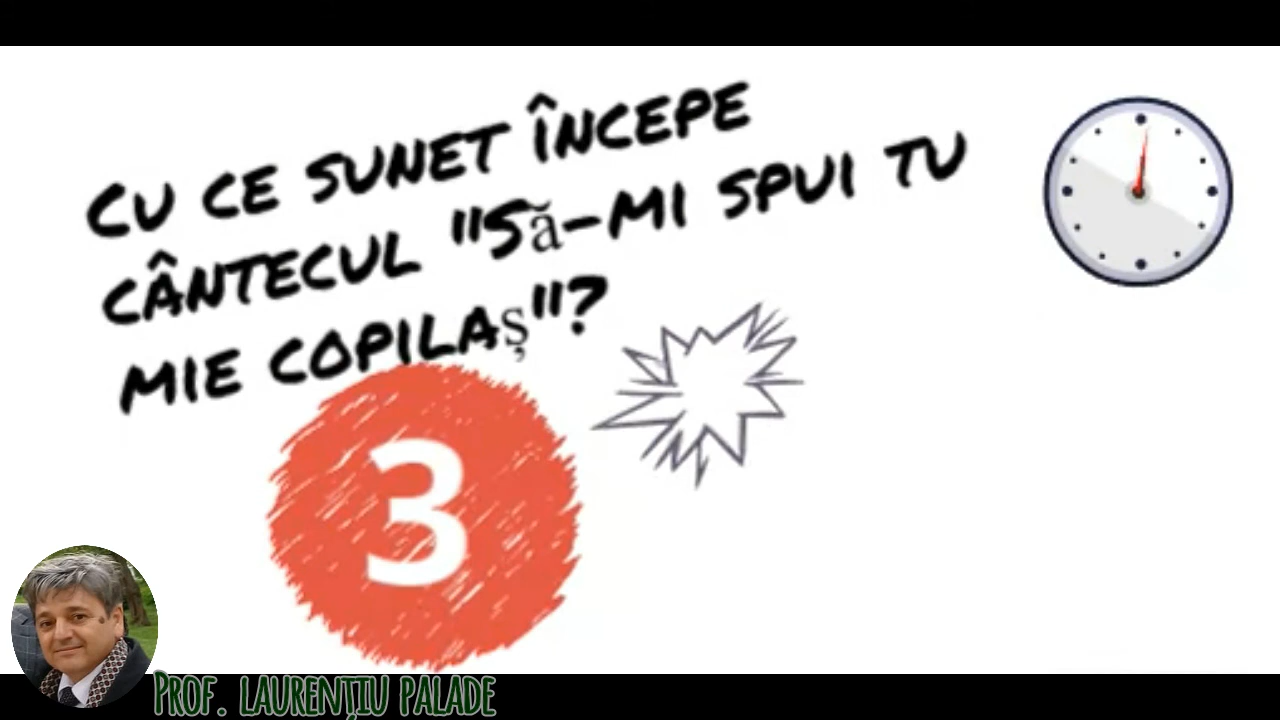 Cu ce sunet începe
cântecul "Să-mi spui tu
mie copilaș"?
3
Prof. Laurențiu Palade